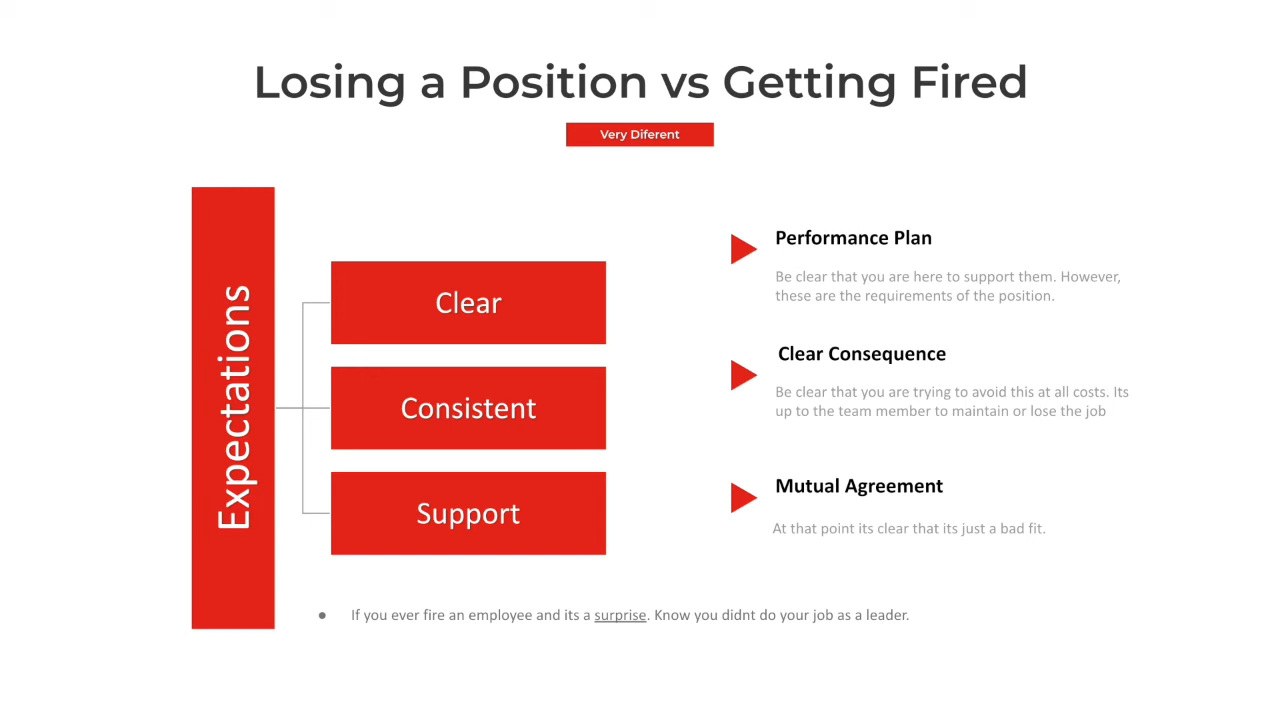 Losing a Position vs Getting Fired
Very Diferent
Expectations
Clear
Consistent
Support
Performance Plan
Be clear that you are here to support them. However,
these are the requirements of the position.
Clear Consequence
Be clear that you are trying to avoid this at all costs. Its
up to the team member to maintain or lose the job
Mutual Agreement
At that point its clear that its just a bad fit.
● If you ever fire an employee and its a surprise. Know you didnt do your job as a leader.